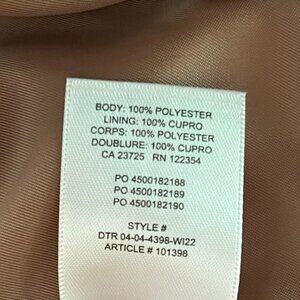 BODY: 100% POLYESTER
LINING: 100% CUPRO
CORPS: 100% POLYESTER
DOUBLURE: 100% CUPRO
CA 23725 RN 122354
PO 4500182188
PO 4500182189
PO 4500182190
STYLE #
DTR 04-04-4398-WI22
ARTICLE # 101398